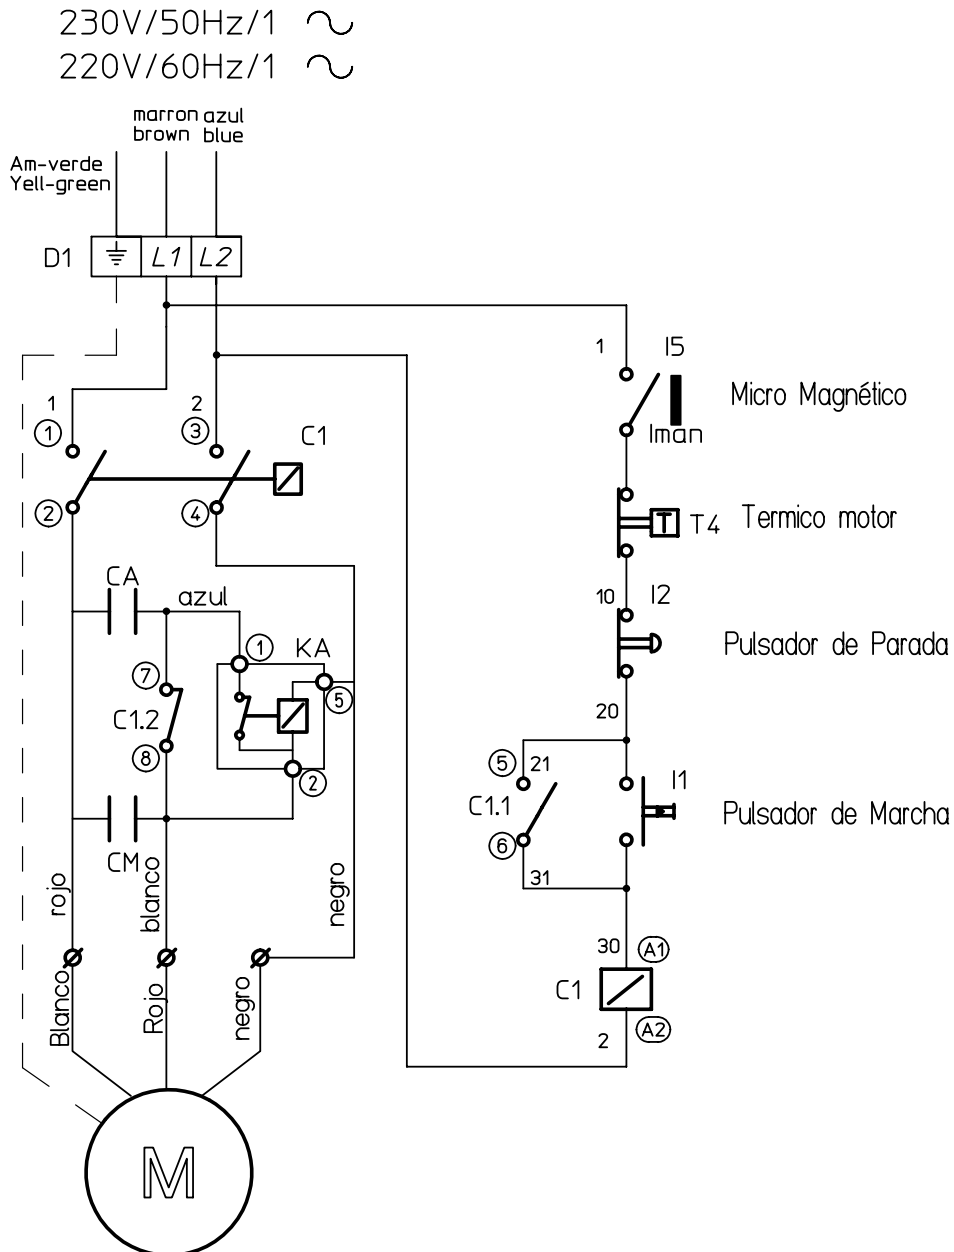 230V/50Hz/1
220V/60Hz/1
marron azul
brown blue
Am-verde
Yell-green
D1 L1 L2
1 I5
Micro Magnético
Iman
1 2
1 3 C1
2 4
T T4 Termico motor
CA
azul
10 I2
Pulsador de Parada
1 KA
7 5
C1.2
8 2
20
5 21 I1
C1.1 Pulsador de Marcha
6
31
CM
rojo blanco negro
30 A1
C1
2 A2
Blanco Rojo negro
M